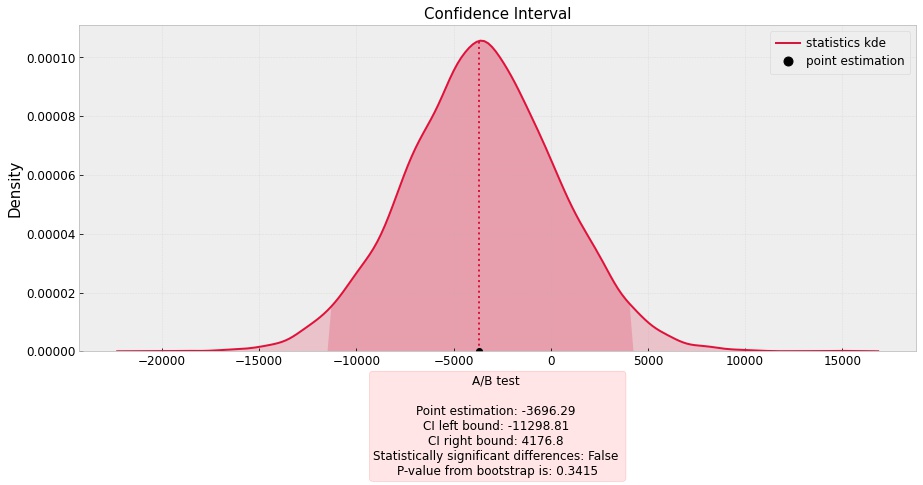 Confidence Interval
statistics kde
point estimation
Density
0.00010
0.00008
0.00006
0.00004
0.00002
0.00000
−20000 −15000 −10000 −5000 0 5000 10000 15000
A/B test
Point estimation: -3696.29
CI left bound: -11298.81
CI right bound: 4176.8
Statistically significant differences: False
P-value from bootstrap is: 0.3415